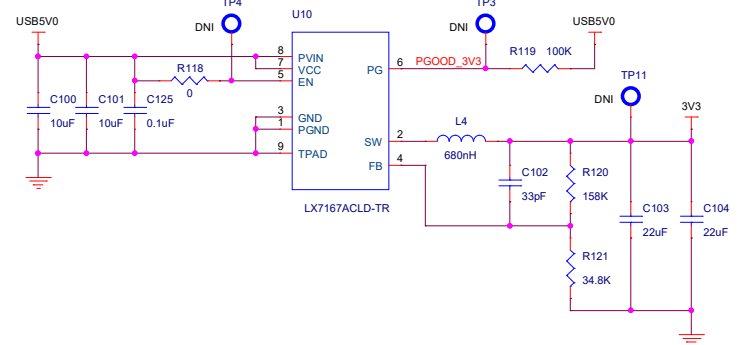 TP4
TP3
USB5V0
U10
DNI
DNI
USB5V0
R118
0
8
PVIN
7
VCC
5
EN
PG
6
PGOOD_3V3
R119 100K
TP11
DNI
C100
10uF
C101
10uF
C125
0.1uF
3
GND
1
PGND
9
TPAD
SW
2
FB
4
L4
680nH
3V3
C102
33pF
R120
158K
C103
22uF
C104
22uF
LX7167ACLD-TR
R121
34.8K